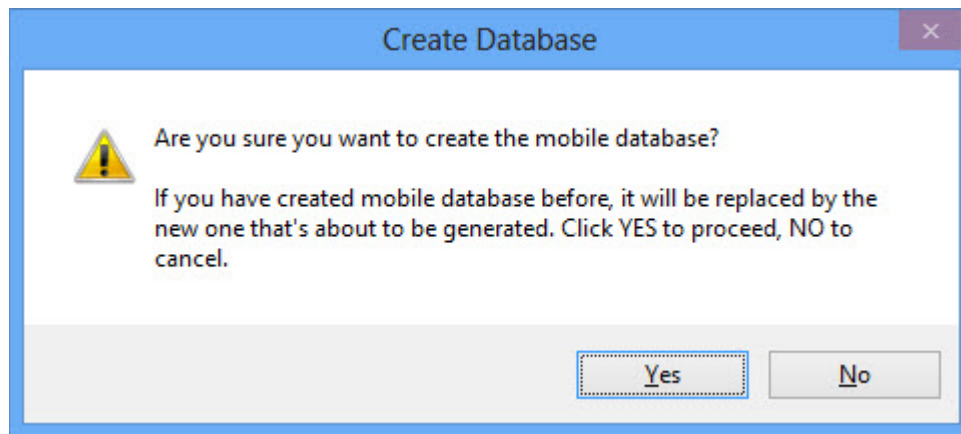 Create Database
Are you sure you want to create the mobile database?
If you have created mobile database before, it will be replaced by the
new one that's about to be generated. Click YES to proceed, NO to
cancel.
Yes
No